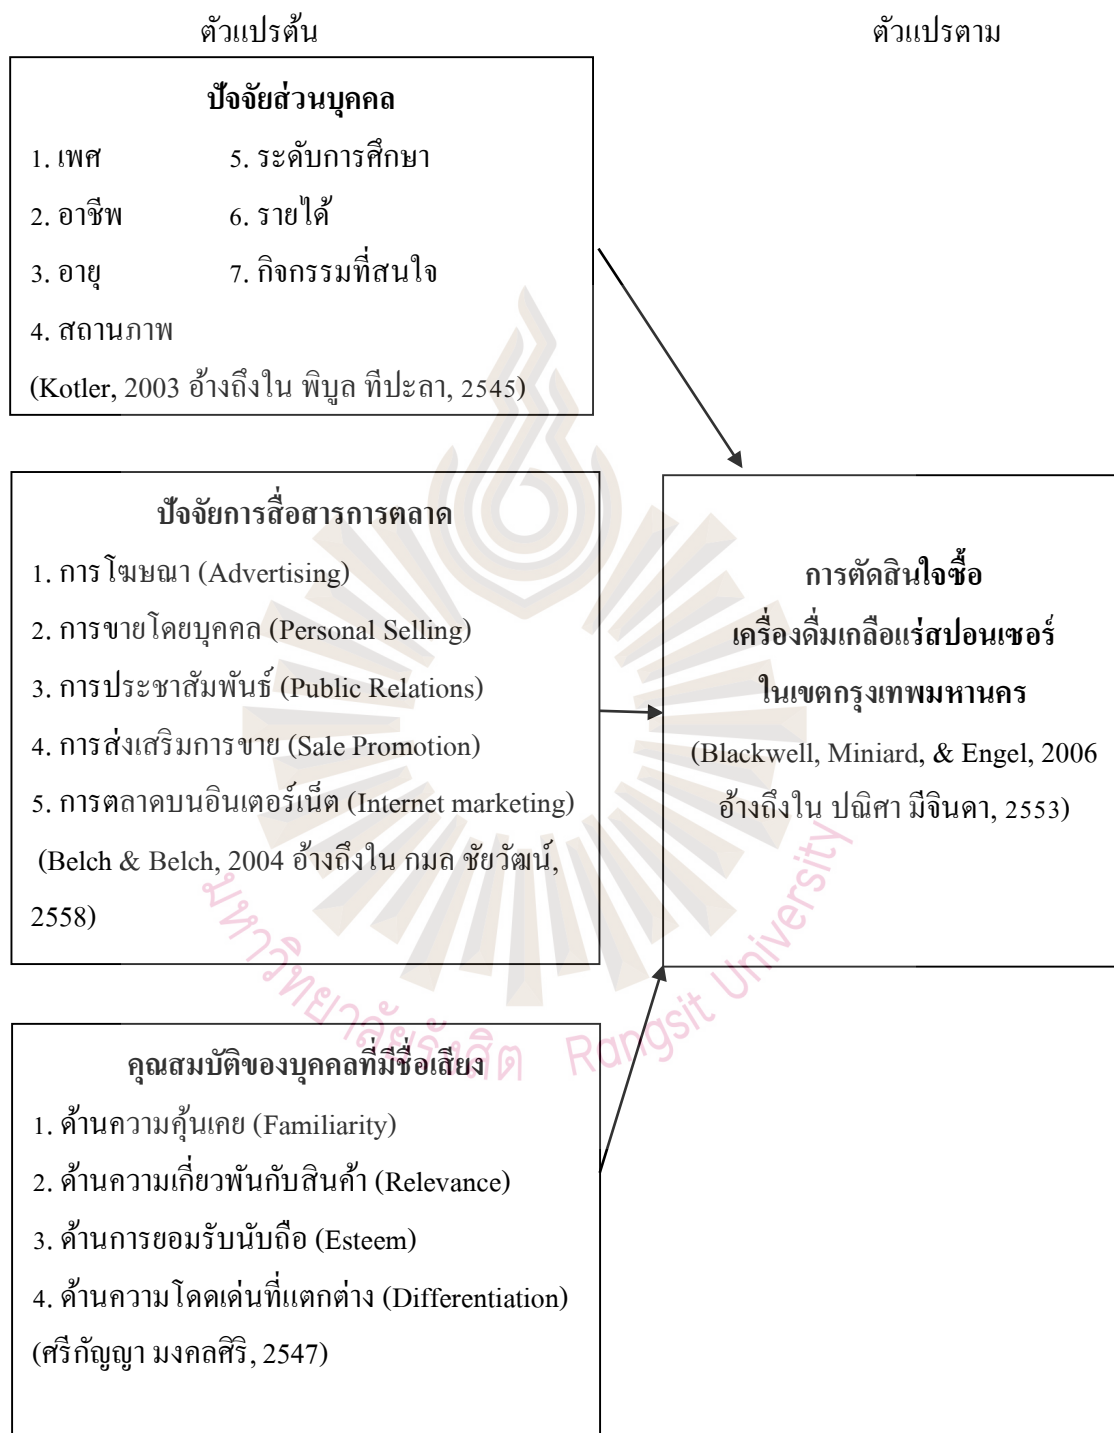 ตัวแปรต้น
ตัวแปรตาม
ปัจจัยส่วนบุคคล
1. เพศ 5. ระดับการศึกษา
2. อาชีพ 6. รายได้
3. อายุ 7. กิจกรรมที่สนใจ
4. สถานภาพ
(Kotler, 2003 อ้างถึงใน พิบูล ทีปะลา, 2545)
ปัจจัยการสื่อสารการตลาด
1. การโฆษณา (Advertising)
2. การขายโดยบุคคล (Personal Selling)
3. การประชาสัมพันธ์ (Public Relations)
4. การส่งเสริมการขาย (Sale Promotion)
5. การตลาดบนอินเตอร์เน็ต (Internet marketing)
(Belch & Belch, 2004 อ้างถึงใน กมล ชัยวัฒน์,
2558)
การตัดสินใจซื้อ
เครื่องดื่มเกลือแร่สปอนเซอร์
ในเขตกรุงเทพมหานคร
(Blackwell, Miniard, & Engel, 2006
อ้างถึงใน ปณิศา มีจินดา, 2553)
คุณสมบัติของบุคคลที่มีชื่อเสียง
1. ด้านความคุ้นเคย (Familiarity)
2. ด้านความเกี่ยวพันกับสินค้า (Relevance)
3. ด้านการยอมรับนับถือ (Esteem)
4. ด้านความโดดเด่นที่แตกต่าง (Differentiation)
(ศรีกัญญา มงคลศิริ, 2547)
มหาวิทยาลัยรังสิต Rangsit University